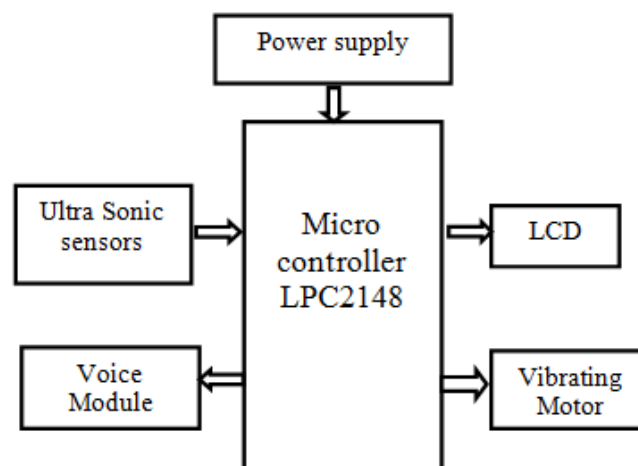 Power supply
Ultra Sonic
sensors
Micro
controller
LPC2148
LCD
Voice
Module
Vibrating
Motor